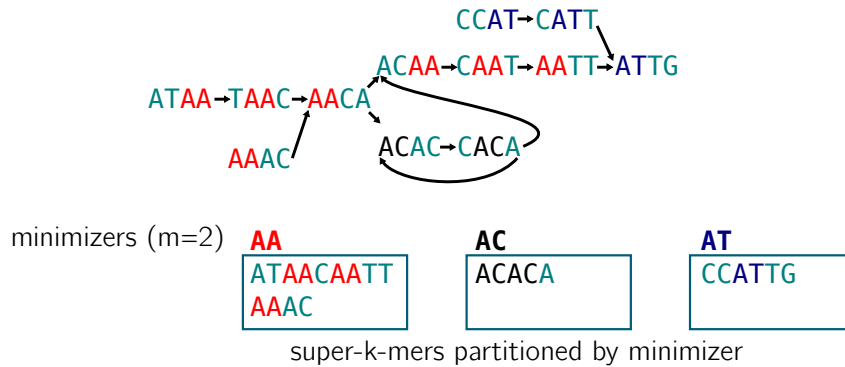 CCAT CATT
ACAA CAAT AATT ATTG
ATAA TAAC AACA
ACAC CACA
AAAC
minimizers (m=2) AA AC AT
ATAACAATT ACACA CCATTG
AAAC
super-k-mers partitioned by minimizer